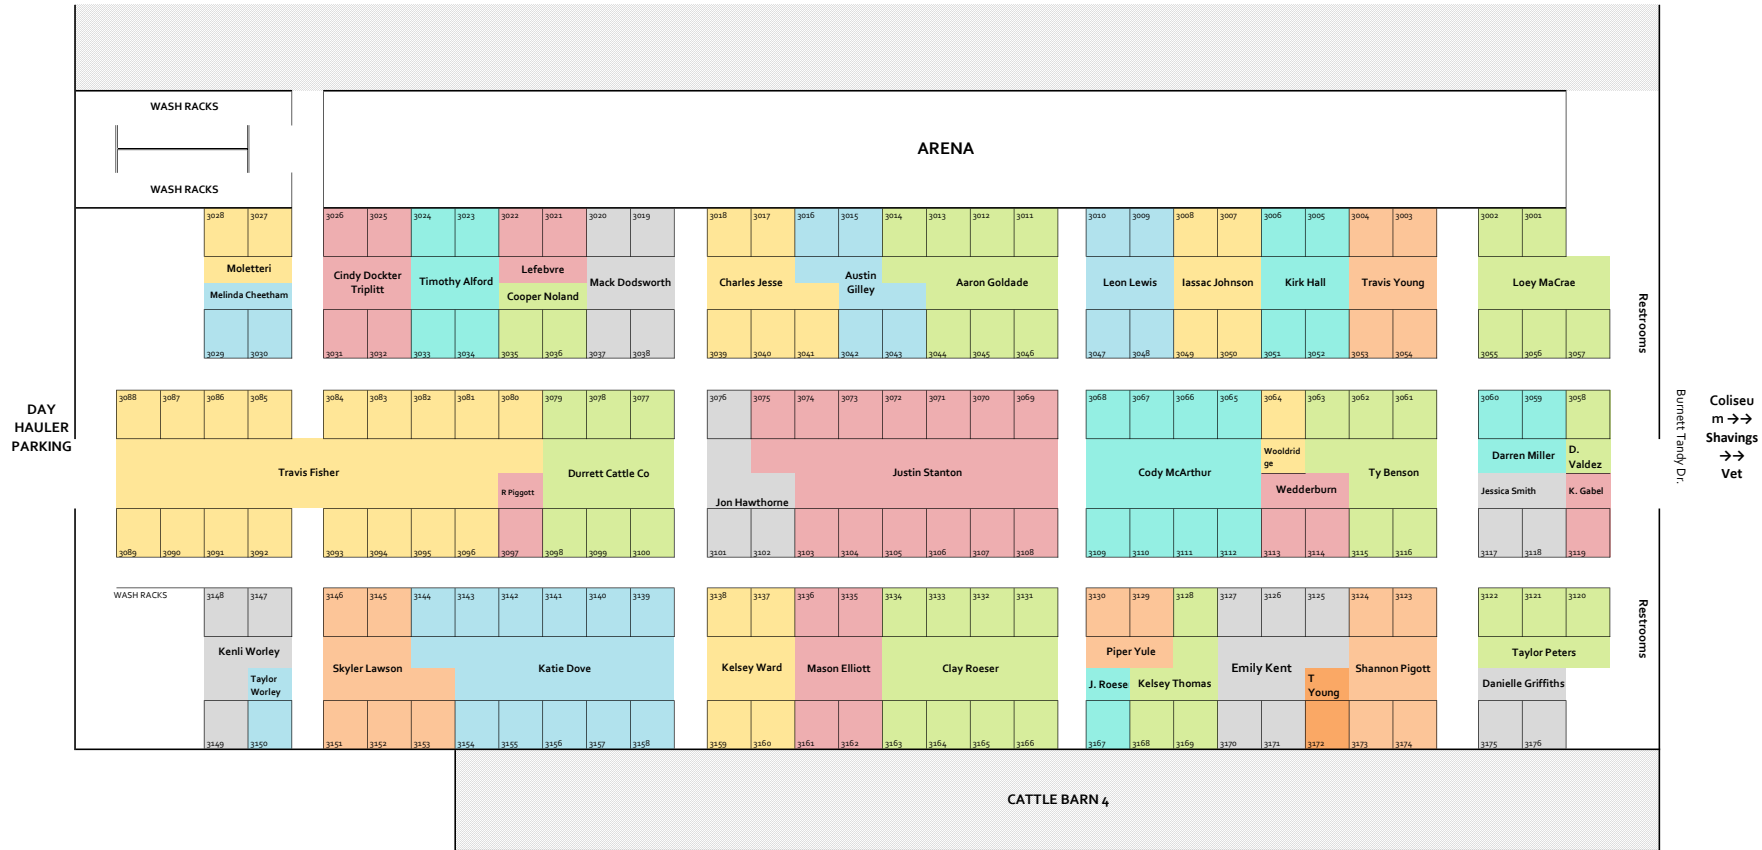 WASH RACKS
WASH RACKS
ARENA
3028 3027 3026 3025 3024 3023 3022 3021 3020 3019 3018 3017 3016 3015 3014 3013 3012 3011 3010 3009 3008 3007 3006 3005 3004 3003 3002 3001
Moletteri
Melinda Cheetham
Cindy Dockter
Triplitt
Timothy Alford
Lefebvre
Cooper Noland
Mack Dodsworth
Charles Jesse
Austin
Gilley
Aaron Goldade
Leon Lewis
Iassac Johnson
Kirk Hall
Travis Young
Loey MacRae
3029 3030 3031 3032 3033 3034 3035 3036 3037 3038 3039 3040 3041 3042 3043 3044 3045 3046 3047 3048 3049 3050 3051 3052 3053 3054 3055 3056 3057
Restrooms
DAY
HAULER
PARKING
3088 3087 3086 3085 3084 3083 3082 3081 3080 3079 3078 3077 3076 3075 3074 3073 3072 3071 3070 3069 3068 3067 3066 3065 3064 3063 3062 3061 3060 3059 3058
Travis Fisher
R Piggott
Durrett Cattle Co
Jon Hawthorne
Justin Stanton
Cody McArthur
Wooldrid
ge
Wedderburn
Ty Benson
Darren Miller
D.
Valdez
Jessica Smith
K. Gabel
3089 3090 3091 3092 3093 3094 3095 3096 3097 3098 3099 3100 3101 3102 3103 3104 3105 3106 3107 3108 3109 3110 3111 3112 3113 3114 3115 3116 3117 3118 3119
Burnett Tandy Dr.
Coliseu
m →→
Shavings
→→
Vet
WASH RACKS
3148 3147 3146 3145 3144 3143 3142 3141 3140 3139 3138 3137 3136 3135 3134 3133 3132 3131 3130 3129 3128 3127 3126 3125 3124 3123 3122 3121 3120
Kenli Worley
Taylor
Worley
Skyler Lawson
Katie Dove
Kelsey Ward
Mason Elliott
Clay Roeser
Piper Yule
J. Roese
Kelsey Thomas
Emily Kent
T
Young
Shannon Pigott
Taylor Peters
Danielle Griffiths
3149 3150 3151 3152 3153 3154 3155 3156 3157 3158 3159 3160 3161 3162 3163 3164 3165 3166 3167 3168 3169 3170 3171 3172 3173 3174 3175 3176
Restrooms
CATTLE BARN 4